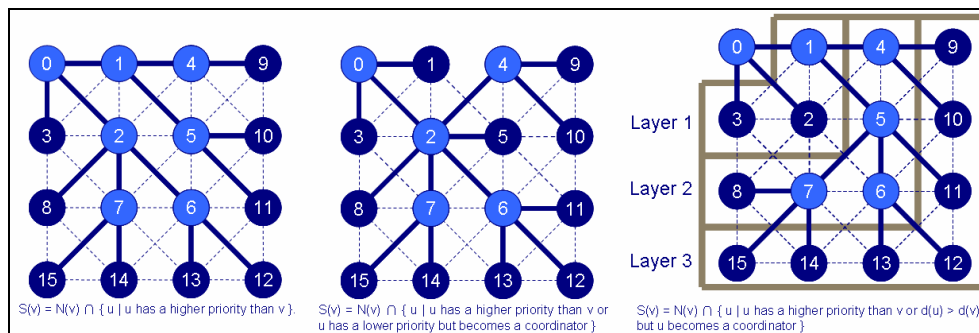 0 1 4 9
3 2 5 10
8 7 6 11
15 14 13 12
S(v) = N(v) ∩ { u | u has a higher priority than v }.
0 1 4 9
3 2 5 10
8 7 6 11
15 14 13 12
S(v) = N(v) ∩ { u | u has a higher priority than v or
u has a lower priority but becomes a coordinator }
0 1 4 9
Layer 1 3 2 5 10
Layer 2 8 7 6 11
Layer 3 15 14 13 12
S(v) = N(v) ∩ { u | u has a higher priority than v or d(u) > d(v)
but u becomes a coordinator }